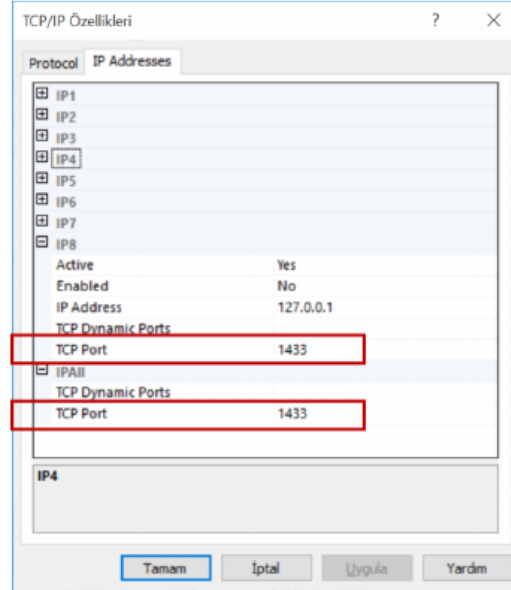 TCP/IP Özellikleri ? ×
Protocol IP Addresses
IP1
IP2
IP3
IP4
IP5
IP6
IP7
IP8
Active Yes
Enabled No
IP Address 127.0.0.1
TCP Dynamic Ports
TCP Port 1433
IPAll
TCP Dynamic Ports
TCP Port 1433
IP4
Tamam İptal Uygula Yardım